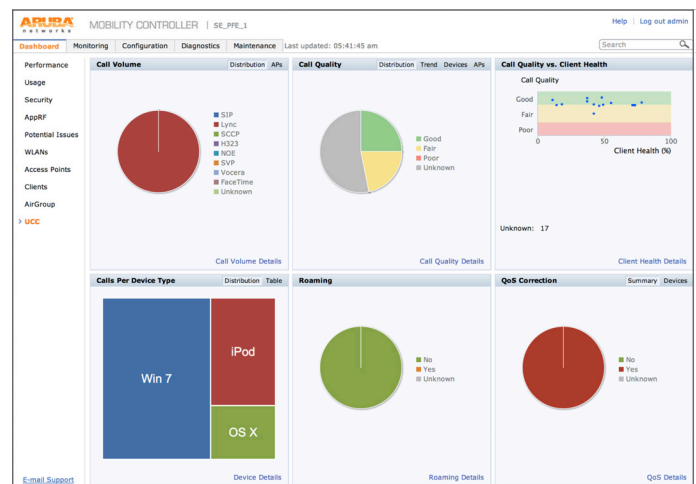 ARUBA
networks
MOBILITY CONTROLLER | SE_PFE_1
Help | Log out admin
Dashboard Monitoring Configuration Diagnostics Maintenance Last updated: 05:41:45 am
Search
Performance
Usage
Security
AppRF
Potential Issues
WLANs
Access Points
Clients
AirGroup
> UCC
E-mail Support
Call Volume Distribution APs
SIP
Lync
SCCP
H323
NOE
SVP
Vocera
FaceTime
Unknown
Call Volume Details
Call Quality Distribution Trend Devices APs
Good
Fair
Poor
Unknown
Call Quality Details
Call Quality vs. Client Health
Call Quality
Good
Fair
Poor
0 50 100
Client Health (%)
Unknown: 17
Client Health Details
Calls Per Device Type Distribution Table
Win 7
iPod
OS X
Device Details
Roaming
No
Yes
Unknown
Roaming Details
QoS Correction Summary Devices
No
Yes
Unknown
QoS Details